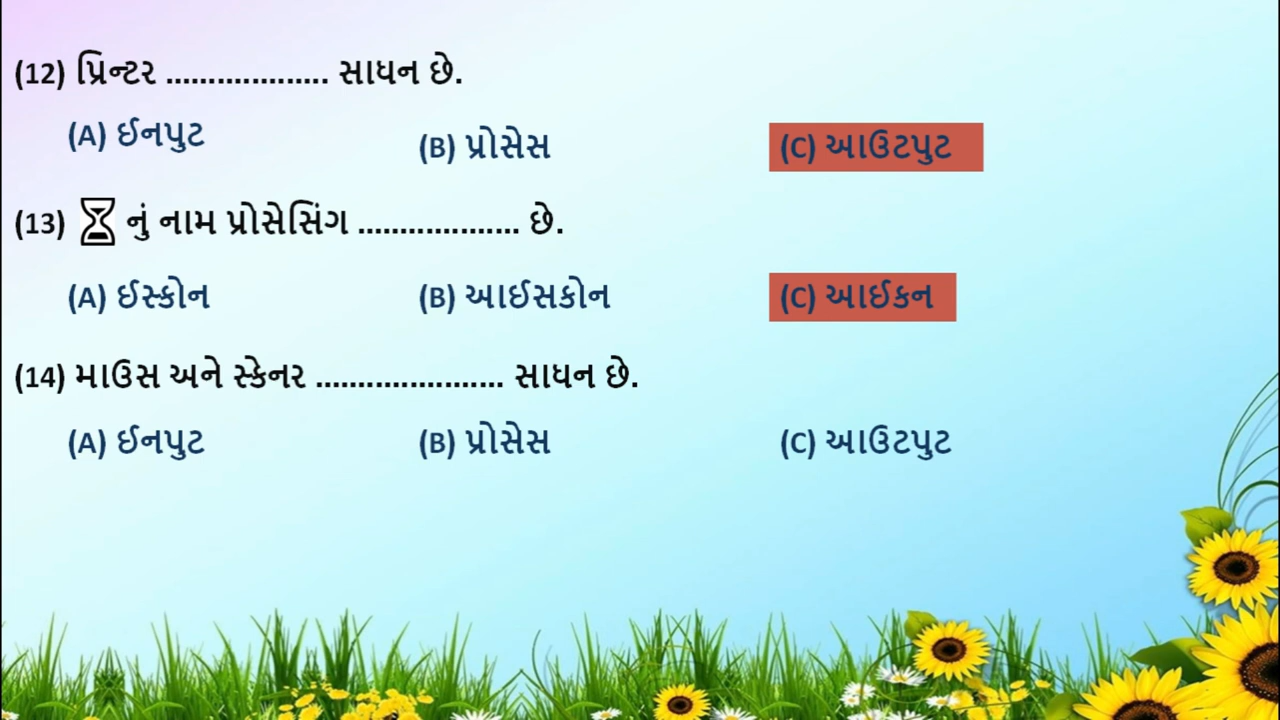 (12) પ્રિન્ટર ................... સાધન છે.
(A) ઈનપુટ (B) પ્રોસેસ (C) આઉટપુટ
(13) નું નામ પ્રોસેસિંગ ................... છે.
(A) ઈસ્કોન (B) આઈસકોન (C) આઈકન
(14) માઉસ અને સ્કેનર ...................... સાધન છે.
(A) ઈનપુટ (B) પ્રોસેસ (C) આઉટપુટ